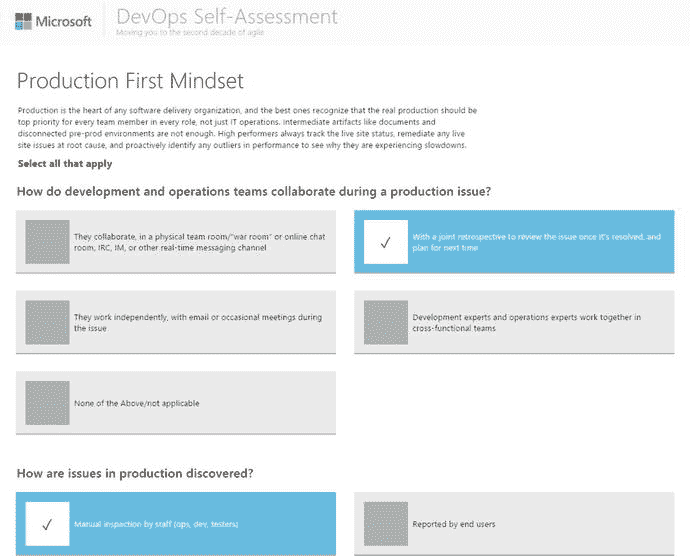 Microsoft
DevOps Self-Assessment
Moving you to the second decade of agile
Production First Mindset
Production is the heart of any software delivery organization, and the best ones recognize that the real production should be
top priority for every team member in every role, not just IT operations. Intermediate artifacts like documents and
disconnected pre-prod environments are not enough. High performers always track the live site status, remediate any live
site issues at root cause, and proactively identify any outliers in performance to see why they are experiencing slowdowns.
Select all that apply
How do development and operations teams collaborate during a production issue?
They collaborate, in a physical team room/"war room" or online chat
room, IRC, IM, or other real-time messaging channel
With a joint retrospective to review the issue once it's resolved, and
plan for next time
They work independently, with email or occasional meetings during
the issue
Development experts and operations experts work together in
cross-functional teams
None of the Above/not applicable
How are issues in production discovered?
Manual inspection by staff (ops, dev, testers)
Reported by end users